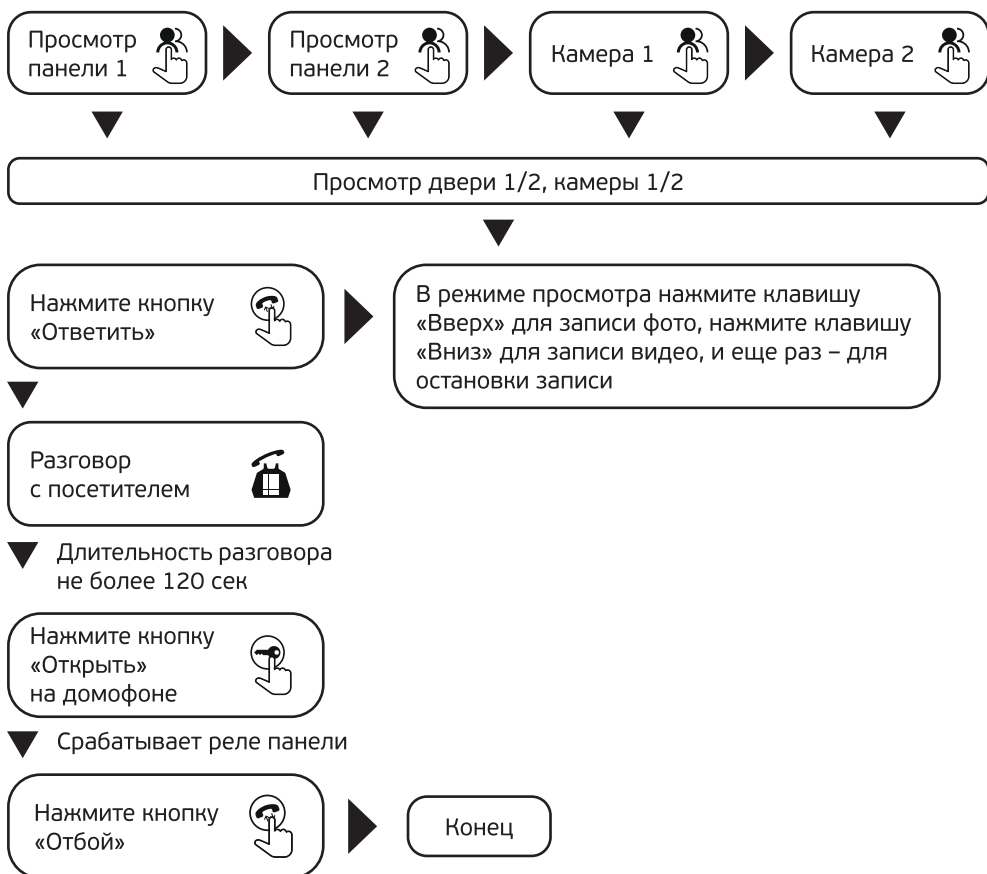 Просмотр
панели 1
Просмотр
панели 2
Камера 1
Камера 2
Просмотр двери 1/2, камеры 1/2
Нажмите кнопку
«Ответить»
В режиме просмотра нажмите клавишу
«Вверх» для записи фото, нажмите клавишу
«Вниз» для записи видео, и еще раз – для
остановки записи
Разговор
с посетителем
Длительность разговора
не более 120 сек
Нажмите кнопку
«Открыть»
на домофоне
Срабатывает реле панели
Нажмите кнопку
«Отбой»
Конец